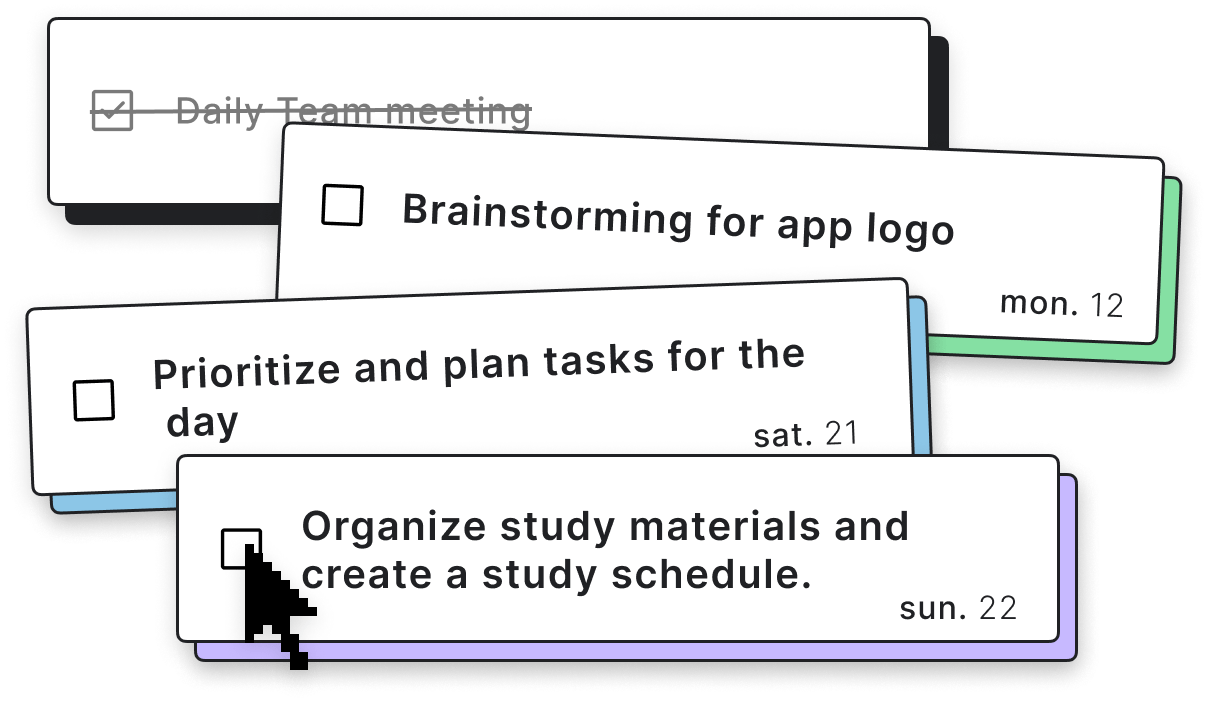 Daily Team meeting
Brainstorming for app logo
mon. 12
Prioritize and plan tasks for the
day
sat. 21
Organize study materials and
create a study schedule.
sun. 22